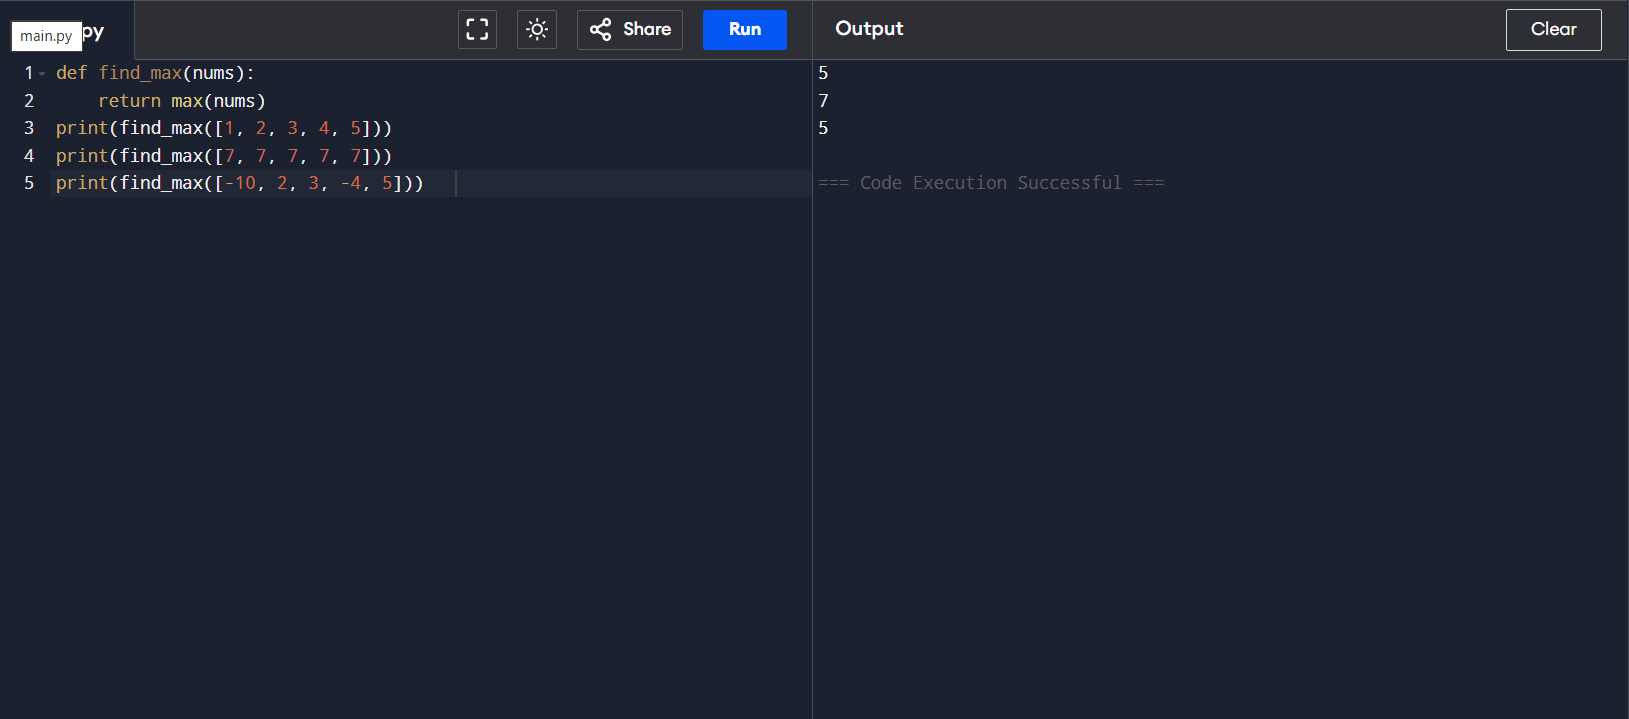 main.py
py
Share
Run
Output
Clear
1 def find_max(nums):
2     return max(nums)
3 print(find_max([1, 2, 3, 4, 5]))
4 print(find_max([7, 7, 7, 7, 7]))
5 print(find_max([-10, 2, 3, -4, 5]))
5
7
5
=== Code Execution Successful ===